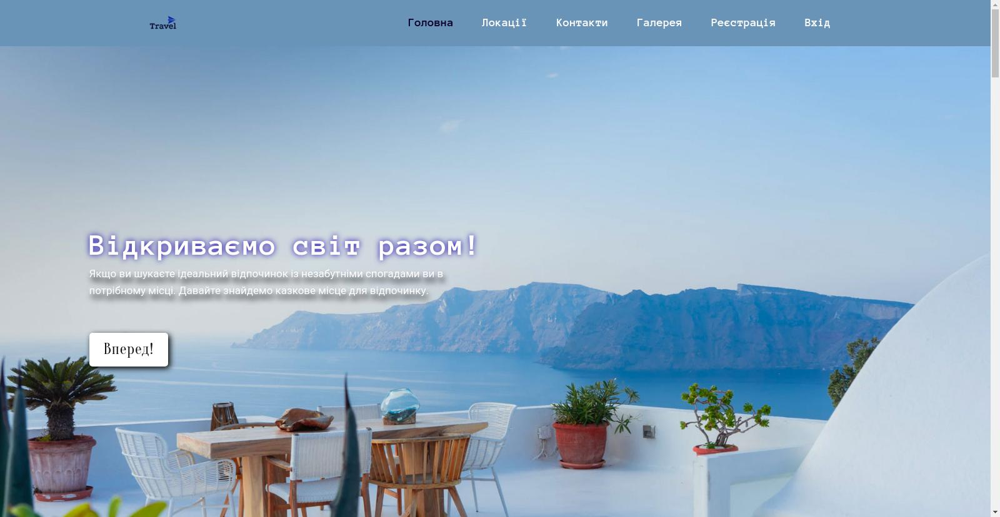 Travel
Головна Локації Контакти Галерея Реєстрація Вхід
Відкриваємо світ разом!
Якщо ви шукаєте ідеальний відпочинок із незабутніми спогадами ви в
потрібному місці. Давайте знайдемо казкове місце для відпочинку.
Вперед!